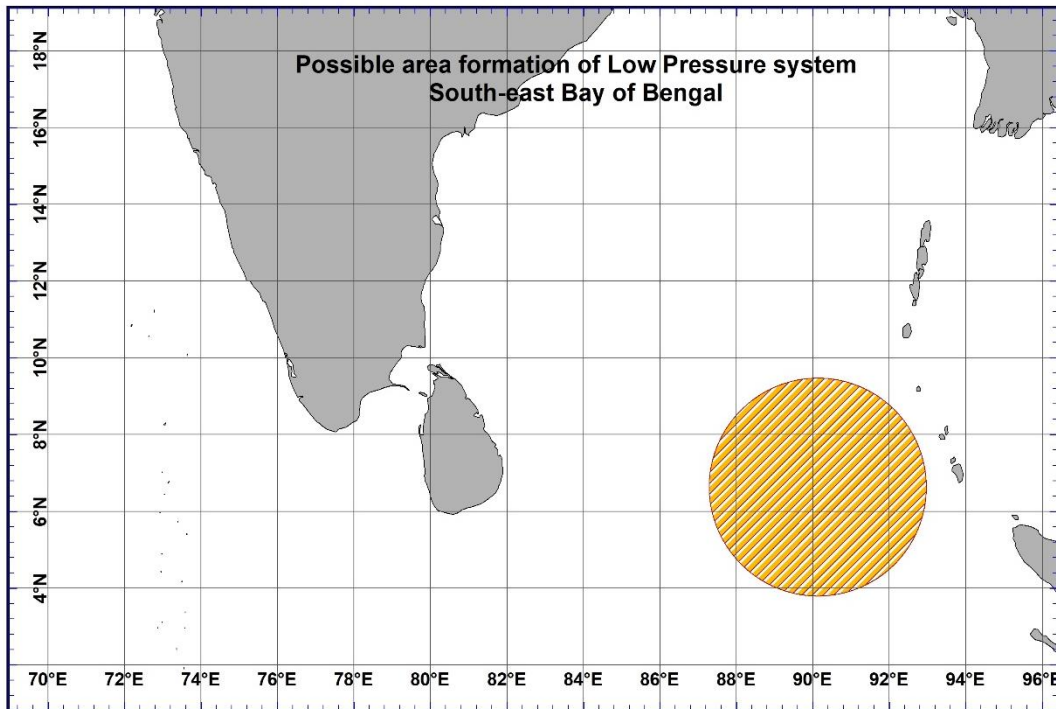 Possible area formation of Low Pressure system
South-east Bay of Bengal
18°N
16°N
14°N
12°N
10°N
8°N
6°N
4°N
70°E 72°E 74°E 76°E 78°E 80°E 82°E 84°E 86°E 88°E 90°E 92°E 94°E 96°E